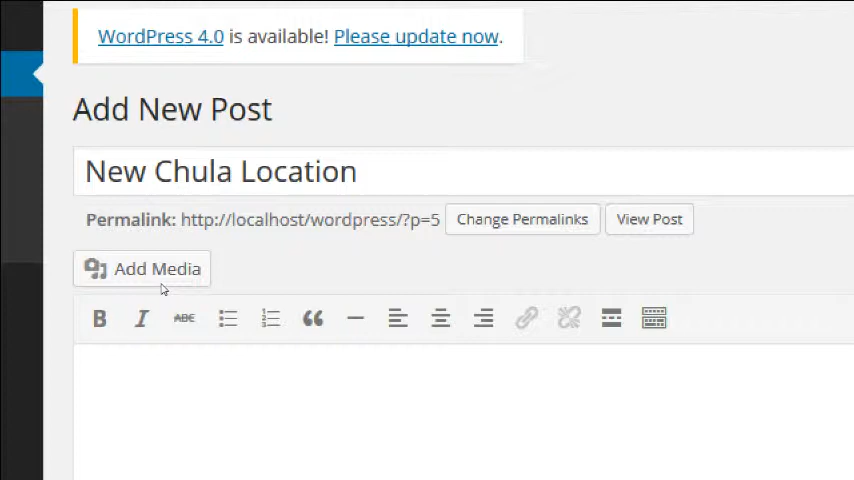 WordPress 4.0 is available! Please update now.
Add New Post
New Chula Location
Permalink: http://localhost/wordpress/?p=5 Change Permalinks View Post
Add Media
B I ABC